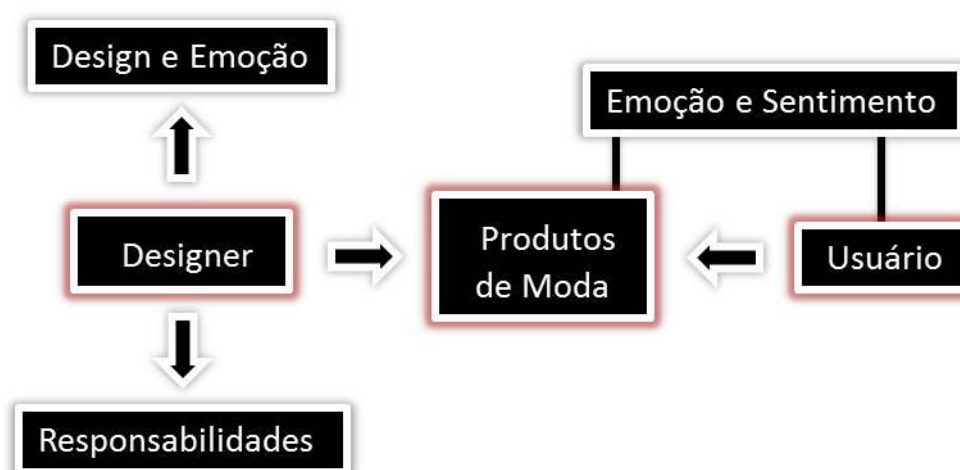 Design e Emoção
Emoção e Sentimento
Designer
Produtos
de Moda
Usuário
Responsabilidades